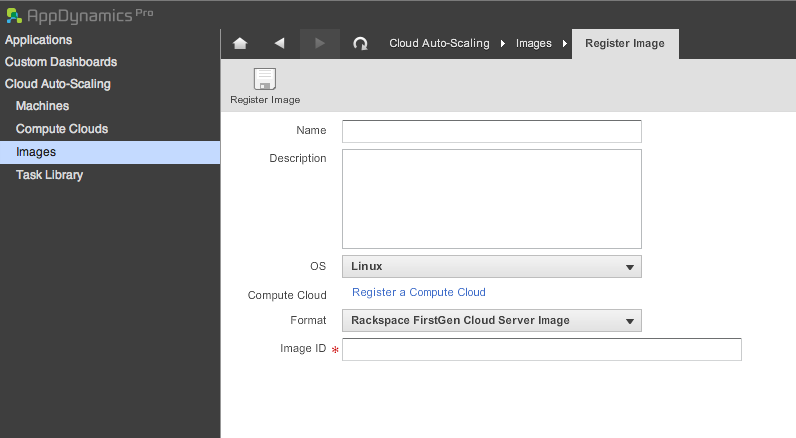 AppDynamics Pro
Applications
Custom Dashboards
Cloud Auto-Scaling
Machines
Compute Clouds
Images
Task Library
Cloud Auto-Scaling Images Register Image
Register Image
Name
Description
OS Linux
Compute Cloud Register a Compute Cloud
Format Rackspace FirstGen Cloud Server Image
Image ID *